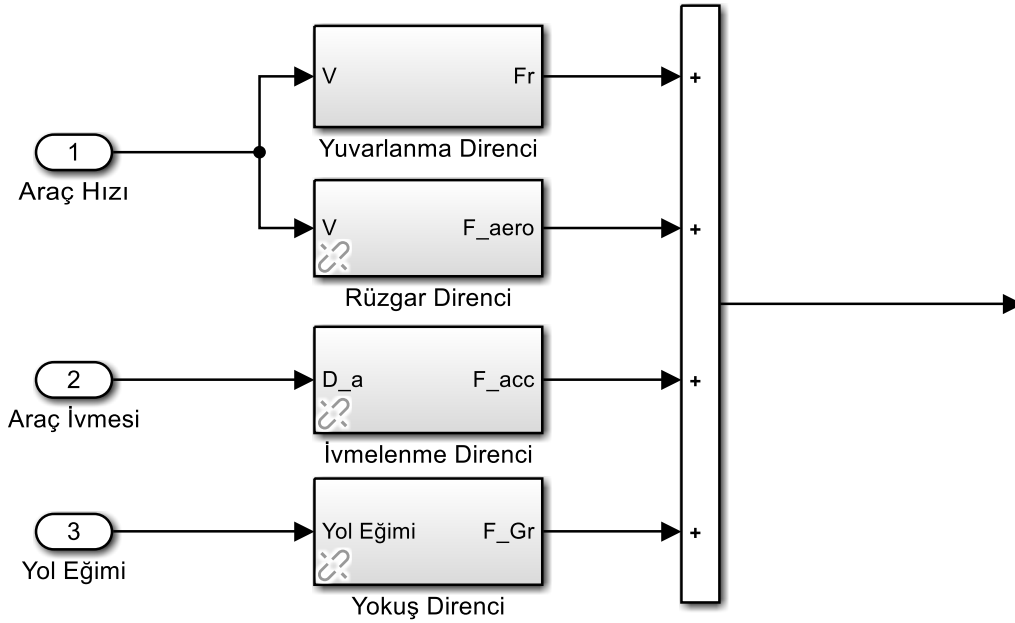 1
Araç Hızı
V
Fr
Yuvarlanma Direnci
V
F_aero
Rüzgar Direnci
2
Araç İvmesi
D_a
F_acc
İvmelenme Direnci
3
Yol Eğimi
Yol Eğimi
F_Gr
Yokuş Direnci
+
+
+
+